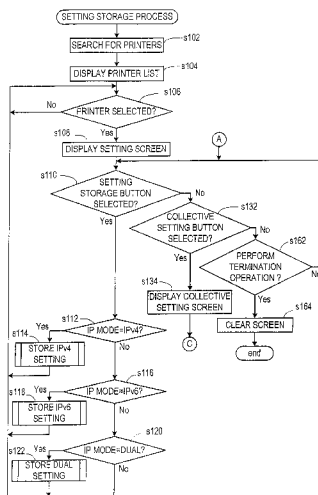 SETTING STORAGE PROCESS
s102
SEARCH FOR PRINTERS
s104
DISPLAY PRINTER LIST
s106
No
PRINTER SELECTED?
Yes
s108
DISPLAY SETTING SCREEN
A
s110
SETTING
STORAGE BUTTON
SELECTED?
No
Yes
s132
COLLECTIVE
SETTING BUTTON
SELECTED?
No
Yes
s162
PERFORM
TERMINATION
OPERATION ?
No
Yes
s134
DISPLAY COLLECTIVE
SETTING SCREEN
C
s164
CLEAR SCREEN
end
s112
IP MODE=IPv4?
Yes
No
s114
STORE IPv4
SETTING
s116
IP MODE=IPv6?
Yes
No
s118
STORE IPv6
SETTING
s120
IP MODE=DUAL?
Yes
No
s122
STORE DUAL
SETTING